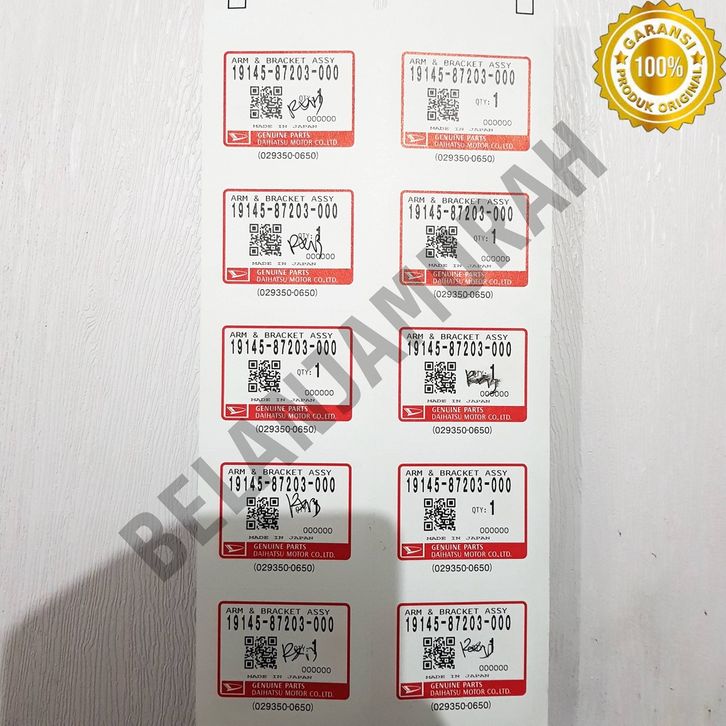 GARANSI
100%
PRODUK ORIGINAL
ARM & BRACKET ASSY
19145-87203-000
QTY: 1
000000
MADE IN JAPAN
GENUINE PARTS
DAIHATSU MOTOR CO.,LTD.
(029350-0650)
ARM & BRACKET ASSY
19145-87203-000
QTY: 1
000000
MADE IN JAPAN
GENUINE PARTS
DAIHATSU MOTOR CO.,LTD.
(029350-0650)
ARM & BRACKET ASSY
19145-87203-000
000000
MADE IN JAPAN
GENUINE PARTS
DAIHATSU MOTOR CO.,LTD.
(029350-0650)
ARM & BRACKET ASSY
19145-87203-000
QTY: 1
000000
MADE IN JAPAN
GENUINE PARTS
DAIHATSU MOTOR CO.,LTD.
(029350-0650)
ARM & BRACKET ASSY
19145-87203-000
QTY: 1
000000
MADE IN JAPAN
GENUINE PARTS
DAIHATSU MOTOR CO.,LTD.
(029350-0650)
ARM & BRACKET ASSY
19145-87203-000
000000
MADE IN JAPAN
GENUINE PARTS
DAIHATSU MOTOR CO.,LTD.
(029350-0650)
ARM & BRACKET ASSY
19145-87203-000
000000
MADE IN JAPAN
GENUINE PARTS
DAIHATSU MOTOR CO.,LTD.
(029350-0650)
ARM & BRACKET ASSY
19145-87203-000
QTY: 1
000000
MADE IN JAPAN
GENUINE PARTS
DAIHATSU MOTOR CO.,LTD.
(029350-0650)
ARM & BRACKET ASSY
19145-87203-000
000000
MADE IN JAPAN
GENUINE PARTS
DAIHATSU MOTOR CO.,LTD.
(029350-0650)
ARM & BRACKET ASSY
19145-87203-000
000000
MADE IN JAPAN
GENUINE PARTS
DAIHATSU MOTOR CO.,LTD.
(029350-0650)
BELANJAMURAH